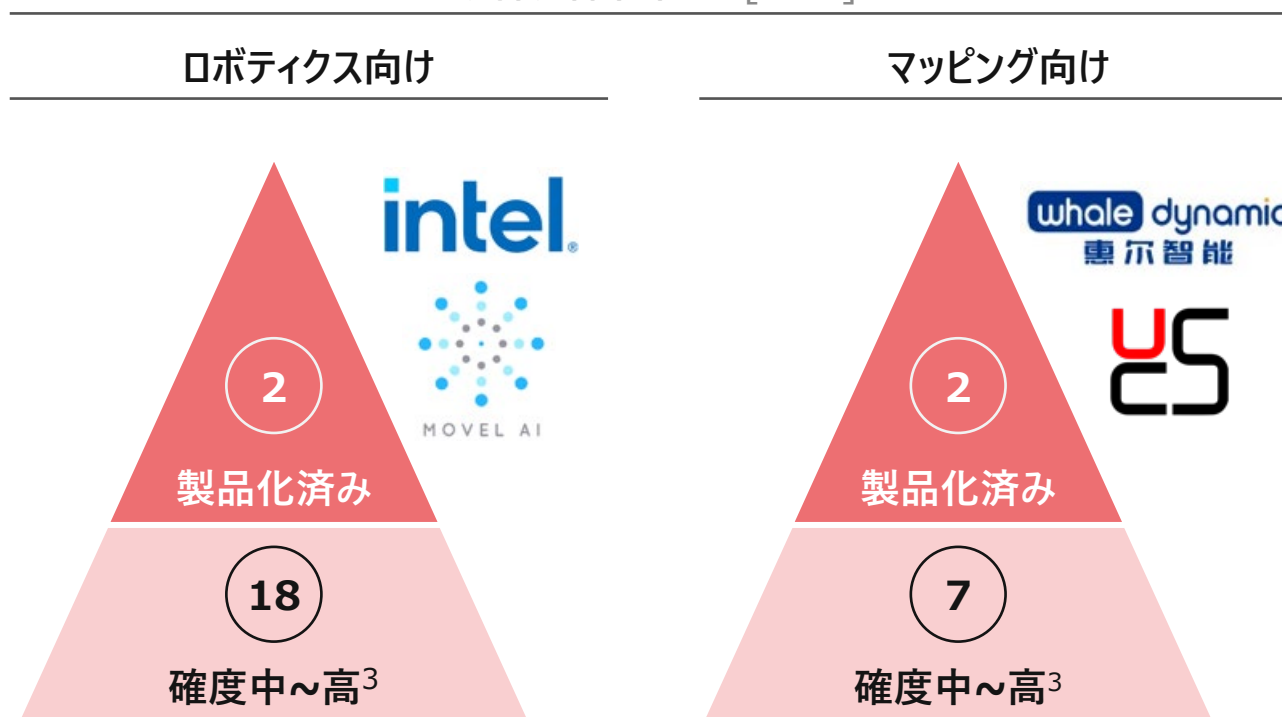 ロボティクス向け
マッピング向け
intel®
MOVEL AI
2
製品化済み
18
確度中~高3
whale dynamic
惠尔智能
UCS
2
製品化済み
7
確度中~高3